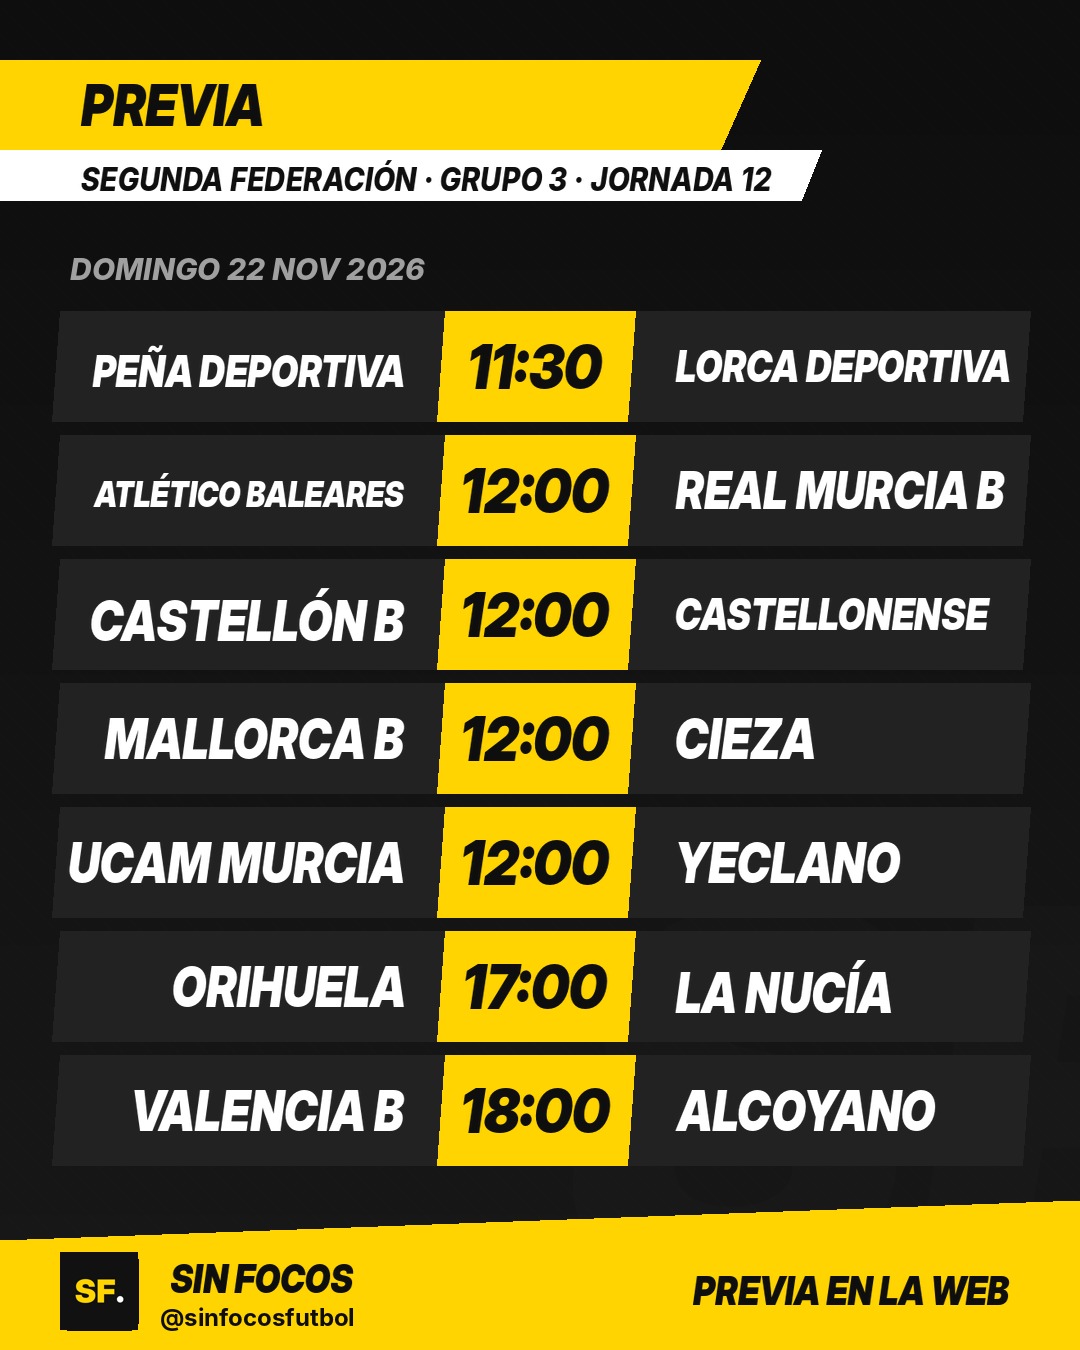 PREVIA
SEGUNDA FEDERACIÓN · GRUPO 3 · JORNADA 12
DOMINGO 22 NOV 2026
PEÑA DEPORTIVA 11:30 LORCA DEPORTIVA
ATLÉTICO BALEARES 12:00 REAL MURCIA B
CASTELLÓN B 12:00 CASTELLONENSE
MALLORCA B 12:00 CIEZA
UCAM MURCIA 12:00 YECLANO
ORIHUELA 17:00 LA NUCÍA
VALENCIA B 18:00 ALCOYANO
SF.
SIN FOCOS
@sinfocosfutbol
PREVIA EN LA WEB